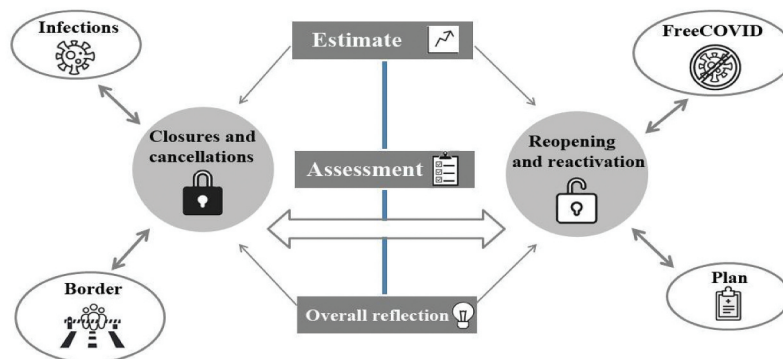 Infections
Estimate
FreeCOVID
Closures and
cancellations
Assessment
Reopening
and reactivation
Border
Overall reflection
Plan